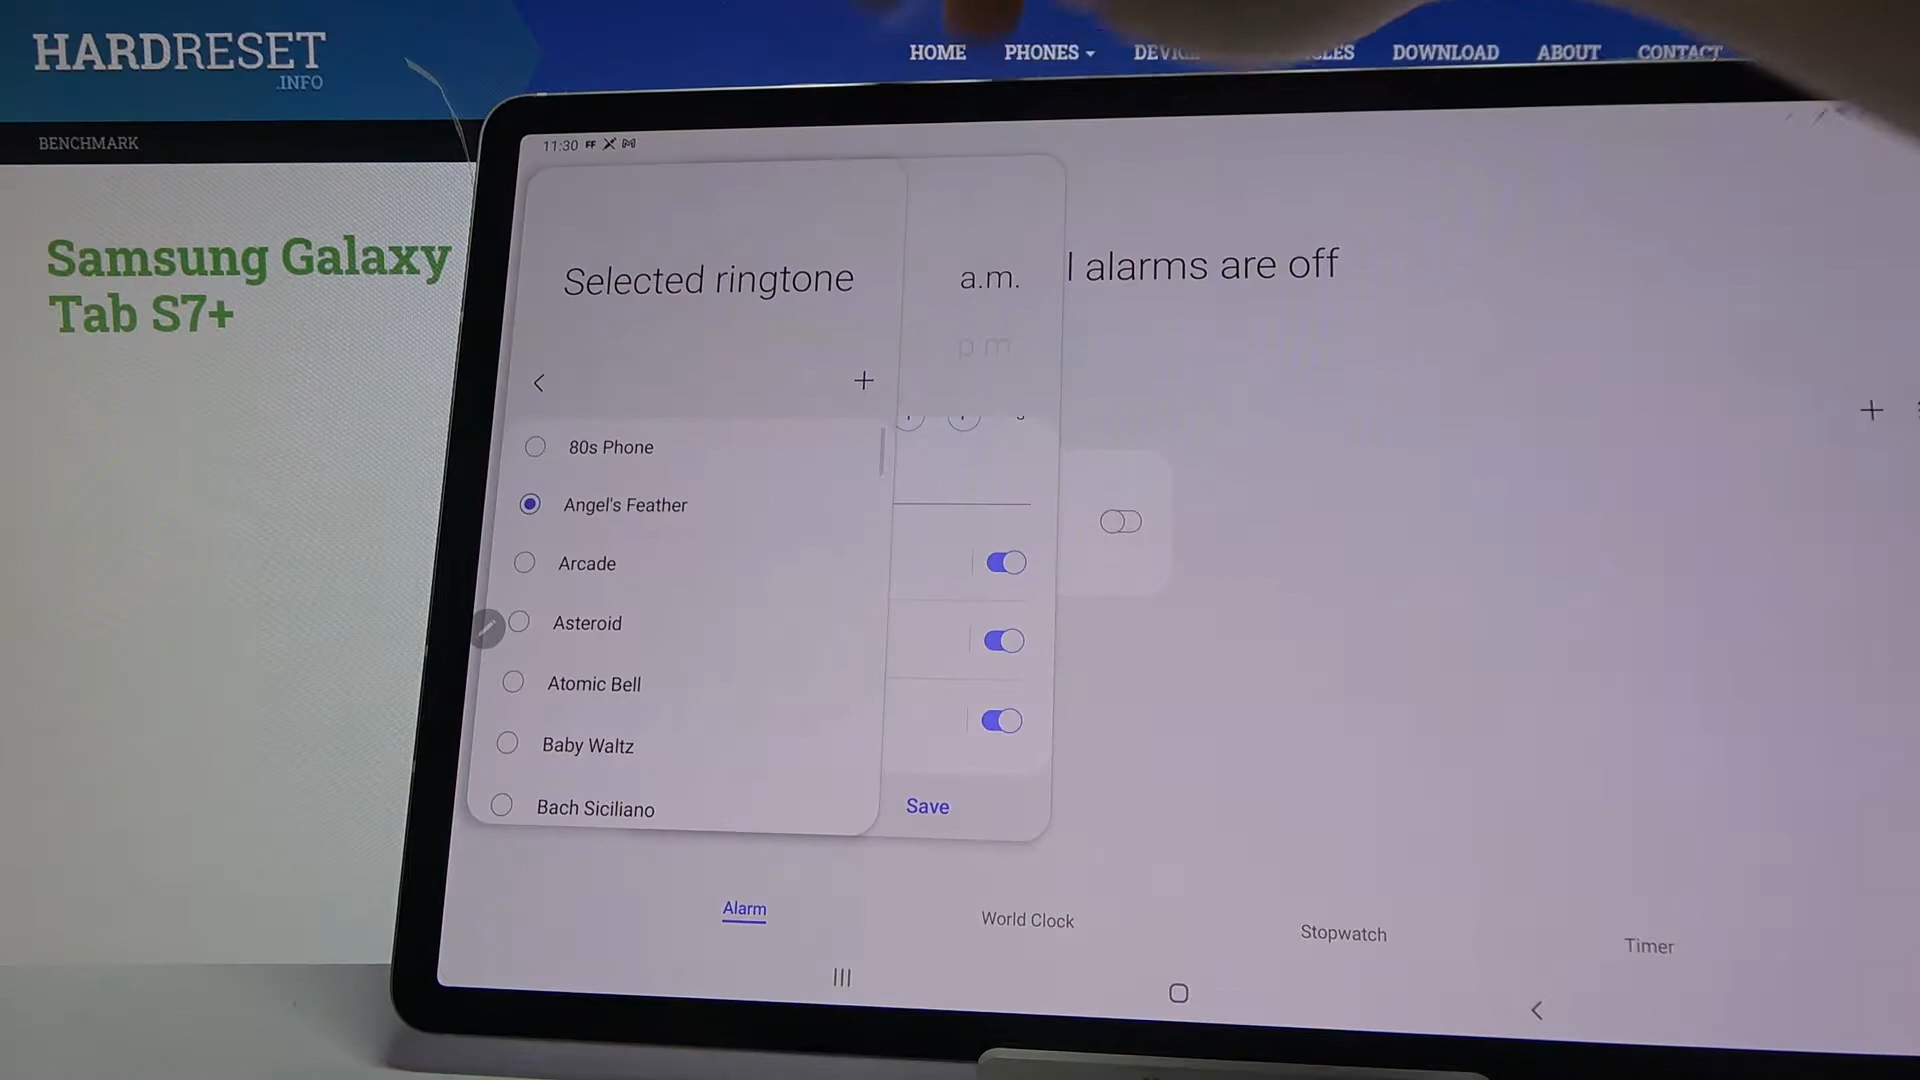 HARDRESET
.INFO
HOME PHONES DOWNLOAD ABOUT CONTACT
BENCHMARK
Samsung Galaxy
Tab S7+
11:30 FF
Selected ringtone
a.m.
p m
l alarms are off
80s Phone
Angel's Feather
Arcade
Asteroid
Atomic Bell
Baby Waltz
Bach Siciliano
Save
Alarm
World Clock
Stopwatch
Timer